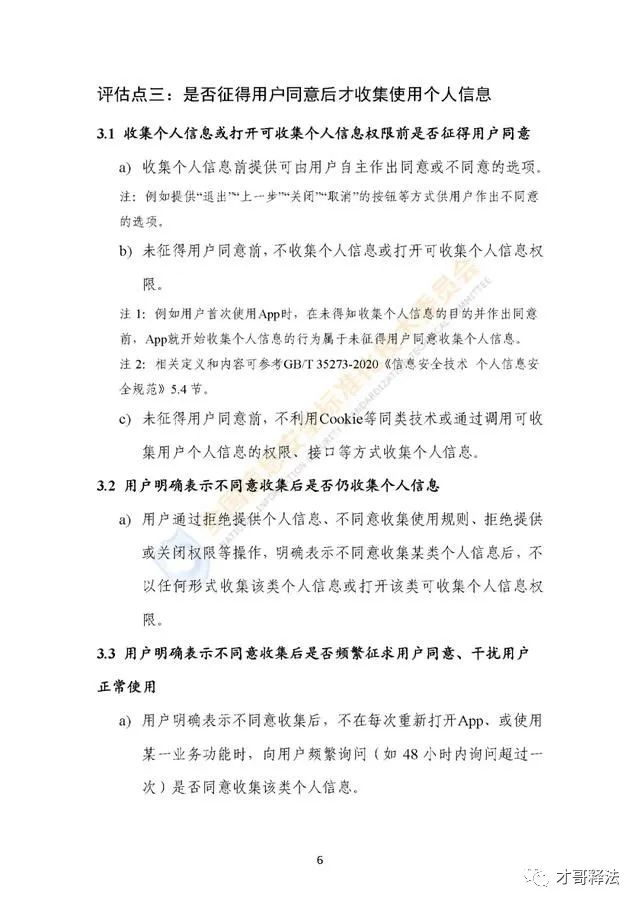 评估点三：是否征得用户同意后才收集使用个人信息
3.1 收集个人信息或打开可收集个人信息权限前是否征得用户同意
a) 收集个人信息前提供可由用户自主作出同意或不同意的选项。
注：例如提供“退出”“上一步”“关闭”“取消”的按钮等方式供用户作出不同意
的选项。
b) 未征得用户同意前，不收集个人信息或打开可收集个人信息权
限。
注 1：例如用户首次使用App时，在未得知收集个人信息的目的并作出同意
前，App就开始收集个人信息的行为属于未征得用户同意收集个人信息。
注 2：相关定义和内容可参考GB/T 35273-2020《信息安全技术 个人信息安
全规范》5.4 节。
c) 未征得用户同意前，不利用Cookie等同类技术或通过调用可收
集用户个人信息的权限、接口等方式收集个人信息。
3.2 用户明确表示不同意收集后是否仍收集个人信息
a) 用户通过拒绝提供个人信息、不同意收集使用规则、拒绝提供
或关闭权限等操作，明确表示不同意收集某类个人信息后，不
以任何形式收集该类个人信息或打开该类可收集个人信息权
限。
3.3 用户明确表示不同意收集后是否频繁征求用户同意、干扰用户
正常使用
a) 用户明确表示不同意收集后，不在每次重新打开App、或使用
某一业务功能时，向用户频繁询问（如 48 小时内询问超过一
次）是否同意收集该类个人信息。
6
才哥释法